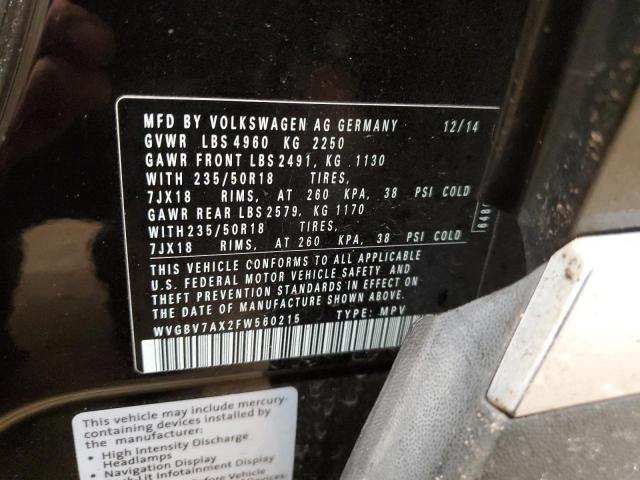 MFD BY VOLKSWAGEN AG GERMANY 12/14
GVWR LBS 4960 KG 2250
GAWR FRONT LBS 2491, KG 1130
WITH 235/50R18 TIRES,
7JX18 RIMS, AT 260 KPA, 38 PSI COLD
GAWR REAR LBS 2579, KG 1170
WITH 235/50R18 TIRES,
7JX18 RIMS, AT 260 KPA, 38 PSI COLD
THIS VEHICLE CONFORMS TO ALL APPLICABLE
U.S. FEDERAL MOTOR VEHICLE SAFETY AND
THEFT PREVENTION STANDARDS IN EFFECT ON
THE DATE OF MANUFACTURE SHOWN ABOVE.
WVGBV7AX2FW560215 TYPE: MPV
This vehicle may include mercury-
containing devices installed by
the manufacturer:
• High Intensity Discharge
Headlamps
• Navigation Display
Infotainment Display
Vehicle